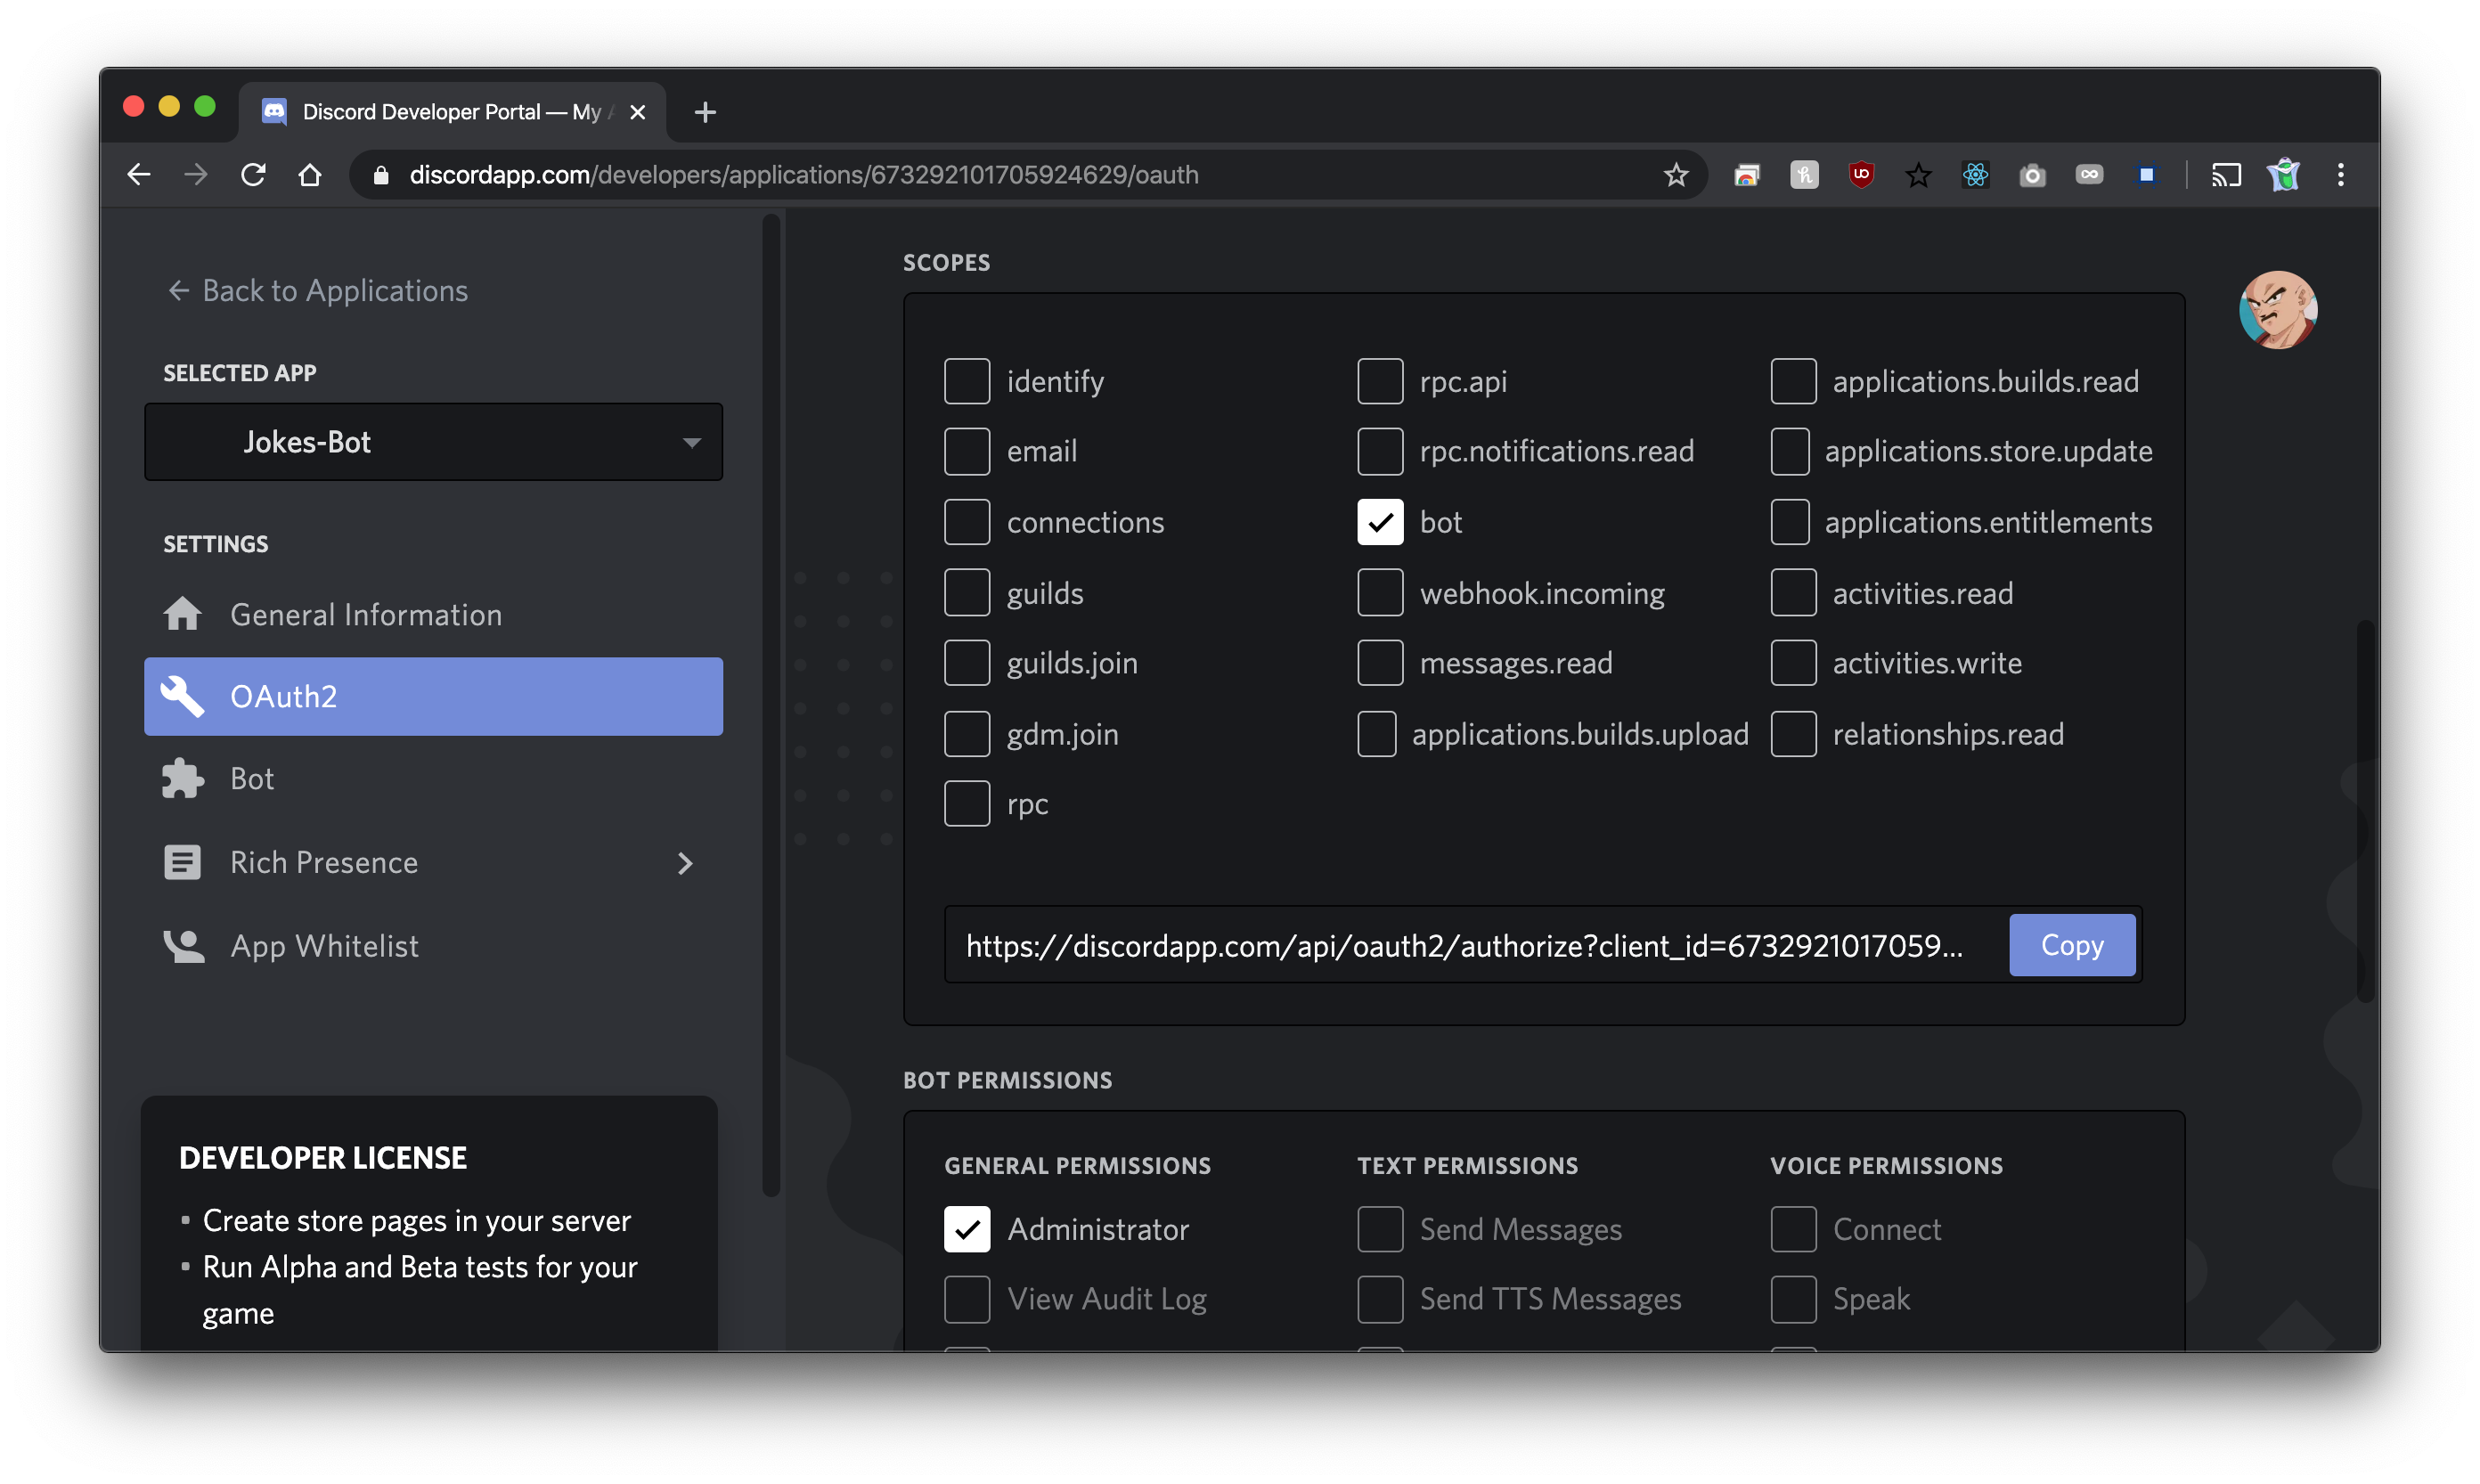 Discord Developer Portal — My
discordapp.com/developers/applications/673292101705924629/oauth
← Back to Applications
SELECTED APP
Jokes-Bot
SETTINGS
General Information
OAuth2
Bot
Rich Presence
App Whitelist
DEVELOPER LICENSE
▪ Create store pages in your server
▪ Run Alpha and Beta tests for your
game
SCOPES
identify
email
connections
guilds
guilds.join
gdm.join
rpc
rpc.api
rpc.notifications.read
bot
webhook.incoming
messages.read
applications.builds.upload
applications.builds.read
applications.store.update
applications.entitlements
activities.read
activities.write
relationships.read
https://discordapp.com/api/oauth2/authorize?client_id=6732921017059...
Copy
BOT PERMISSIONS
GENERAL PERMISSIONS
Administrator
View Audit Log
TEXT PERMISSIONS
Send Messages
Send TTS Messages
VOICE PERMISSIONS
Connect
Speak